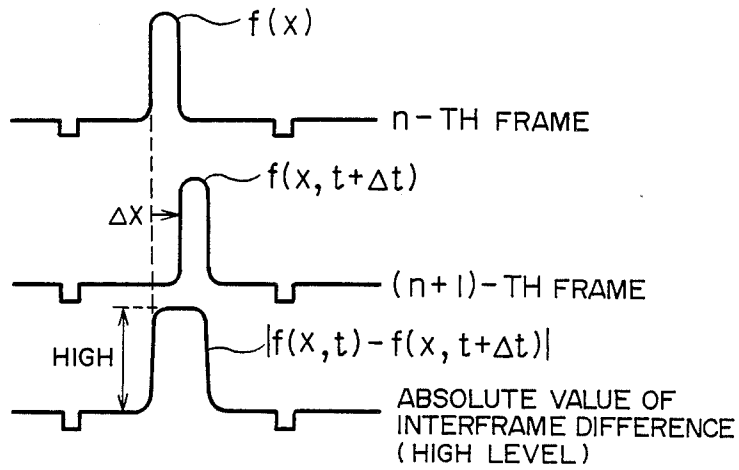 f(x)
n-TH FRAME
f(x, t+Δt)
ΔX
(n+1)-TH FRAME
HIGH
|f(x,t)-f(x, t+Δt)|
ABSOLUTE VALUE OF
INTERFRAME DIFFERENCE
(HIGH LEVEL)